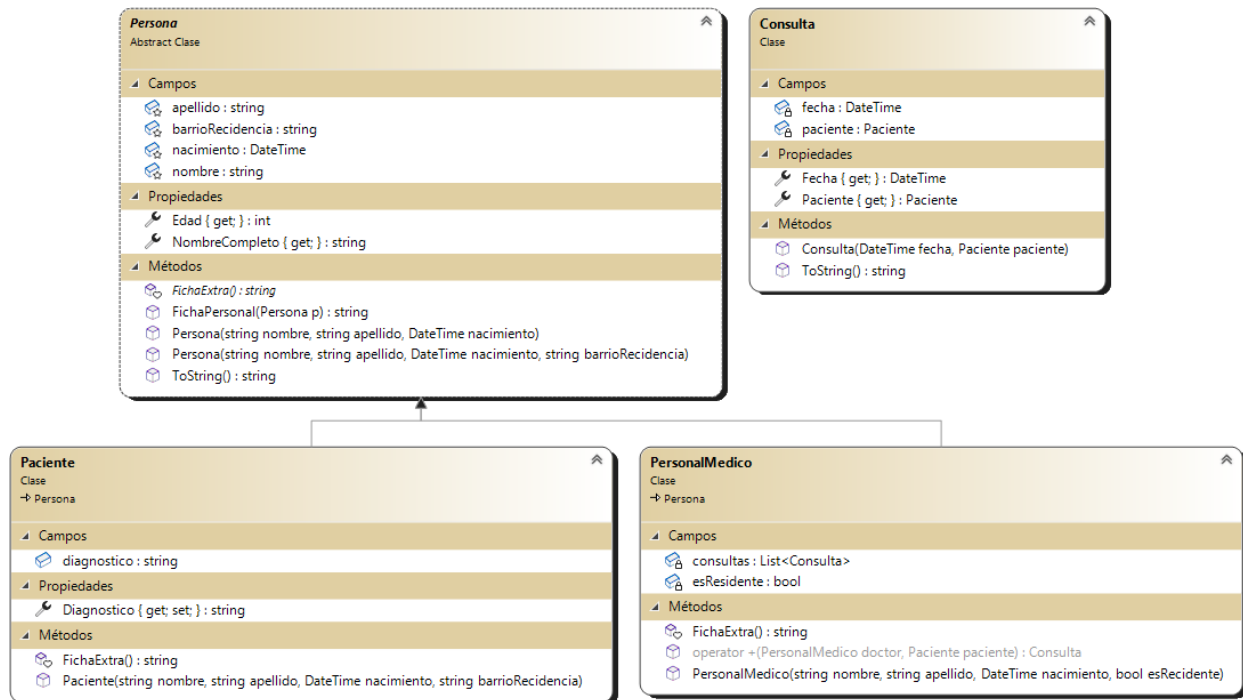 Persona
Abstract Clase
Campos
apellido : string
barrioRecidencia : string
nacimiento : DateTime
nombre : string
Propiedades
Edad { get; } : int
NombreCompleto { get; } : string
Métodos
FichaExtra() : string
FichaPersonal(Persona p) : string
Persona(string nombre, string apellido, DateTime nacimiento)
Persona(string nombre, string apellido, DateTime nacimiento, string barrioRecidencia)
ToString() : string
Consulta
Clase
Campos
fecha : DateTime
paciente : Paciente
Propiedades
Fecha { get; } : DateTime
Paciente { get; } : Paciente
Métodos
Consulta(DateTime fecha, Paciente paciente)
ToString() : string
Paciente
Clase
Persona
Campos
diagnostico : string
Propiedades
Diagnostico { get; set; } : string
Métodos
FichaExtra() : string
Paciente(string nombre, string apellido, DateTime nacimiento, string barrioRecidencia)
PersonalMedico
Clase
Persona
Campos
consultas : List<Consulta>
esResidente : bool
Métodos
FichaExtra() : string
operator +(PersonalMedico doctor, Paciente paciente) : Consulta
PersonalMedico(string nombre, string apellido, DateTime nacimiento, bool esResidente)